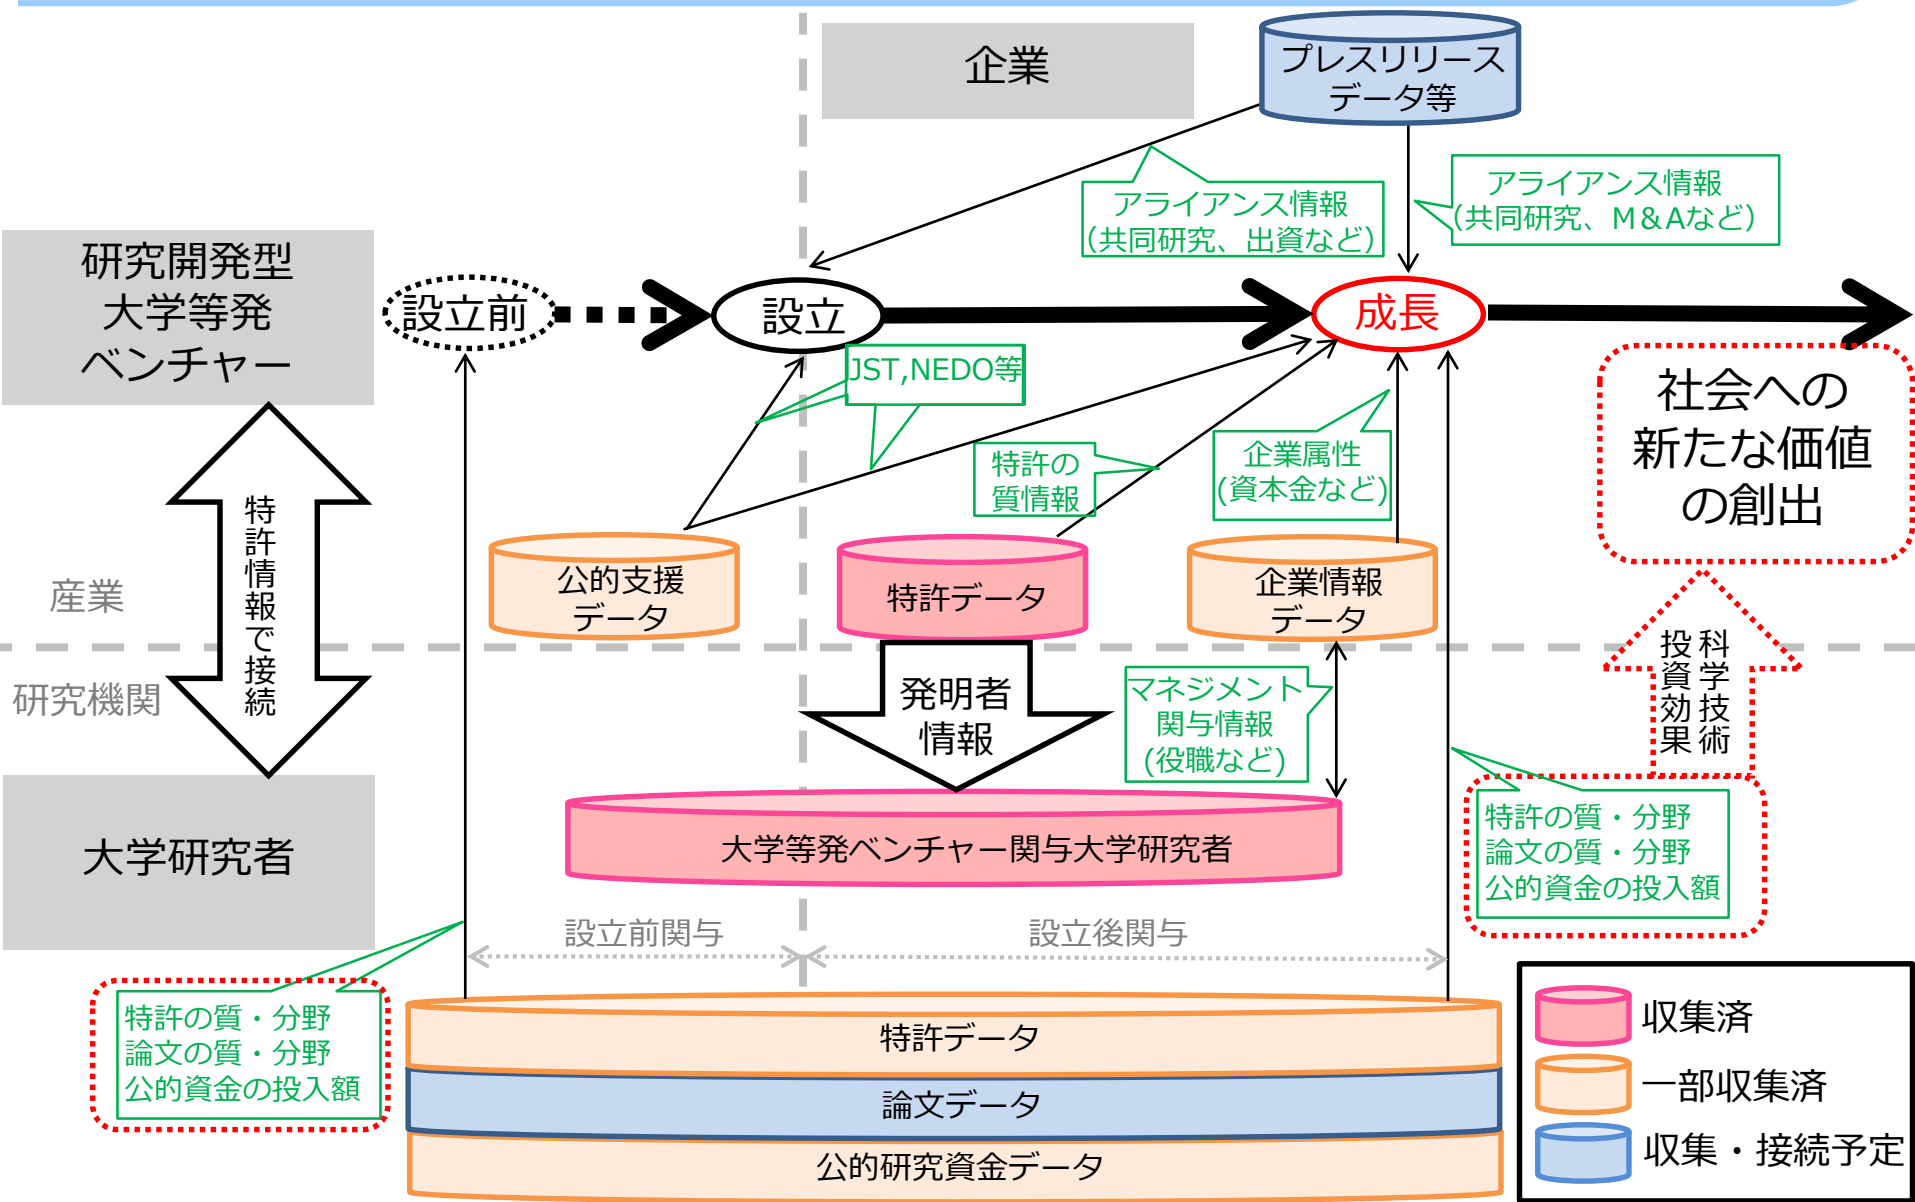 企業
プレスリリース
データ等
アライアンス情報
（共同研究、出資など）
アライアンス情報
（共同研究、M＆Aなど）
研究開発型
大学等発
ベンチャー
設立前
設立
成長
JST,NEDO等
社会への
新たな価値
の創出
特許の
質情報
企業属性
(資本金など)
特許情報で接続
公的支援
データ
特許データ
企業情報
データ
産業
研究機関
発明者
情報
マネジメント
関与情報
(役職など)
科学技術
投資効果
大学研究者
大学等発ベンチャー関与大学研究者
特許の質・分野
論文の質・分野
公的資金の投入額
設立前関与
設立後関与
特許の質・分野
論文の質・分野
公的資金の投入額
特許データ
論文データ
公的研究資金データ
収集済
一部収集済
収集・接続予定